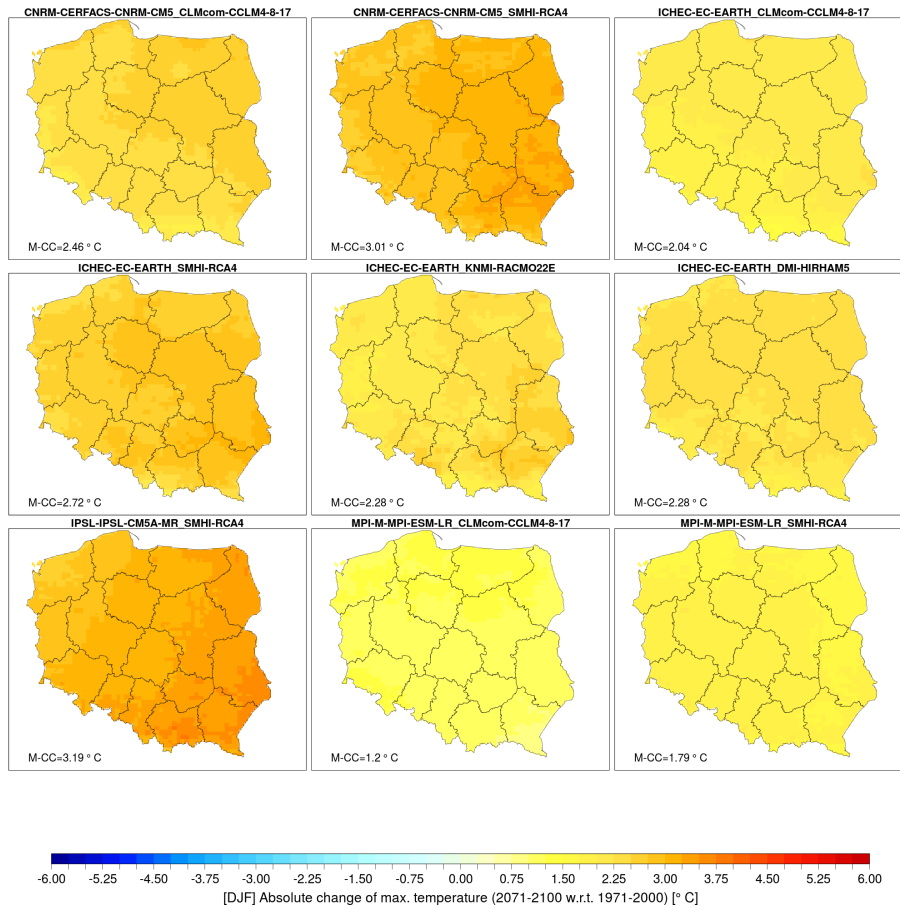 CNRM-CERFACS-CNRM-CM5_CLMcom-CCLM4-8-17
CNRM-CERFACS-CNRM-CM5_SMHI-RCA4
ICHEC-EC-EARTH_CLMcom-CCLM4-8-17
M-CC=2.46 ° C
M-CC=3.01 ° C
M-CC=2.04 ° C
ICHEC-EC-EARTH_SMHI-RCA4
ICHEC-EC-EARTH_KNMI-RACMO22E
ICHEC-EC-EARTH_DMI-HIRHAM5
M-CC=2.72 ° C
M-CC=2.28 ° C
M-CC=2.28 ° C
IPSL-IPSL-CM5A-MR_SMHI-RCA4
MPI-M-MPI-ESM-LR_CLMcom-CCLM4-8-17
MPI-M-MPI-ESM-LR_SMHI-RCA4
M-CC=3.19 ° C
M-CC=1.2 ° C
M-CC=1.79 ° C
-6.00 -5.25 -4.50 -3.75 -3.00 -2.25 -1.50 -0.75 0.00 0.75 1.50 2.25 3.00 3.75 4.50 5.25 6.00
[DJF] Absolute change of max. temperature (2071-2100 w.r.t. 1971-2000) [° C]